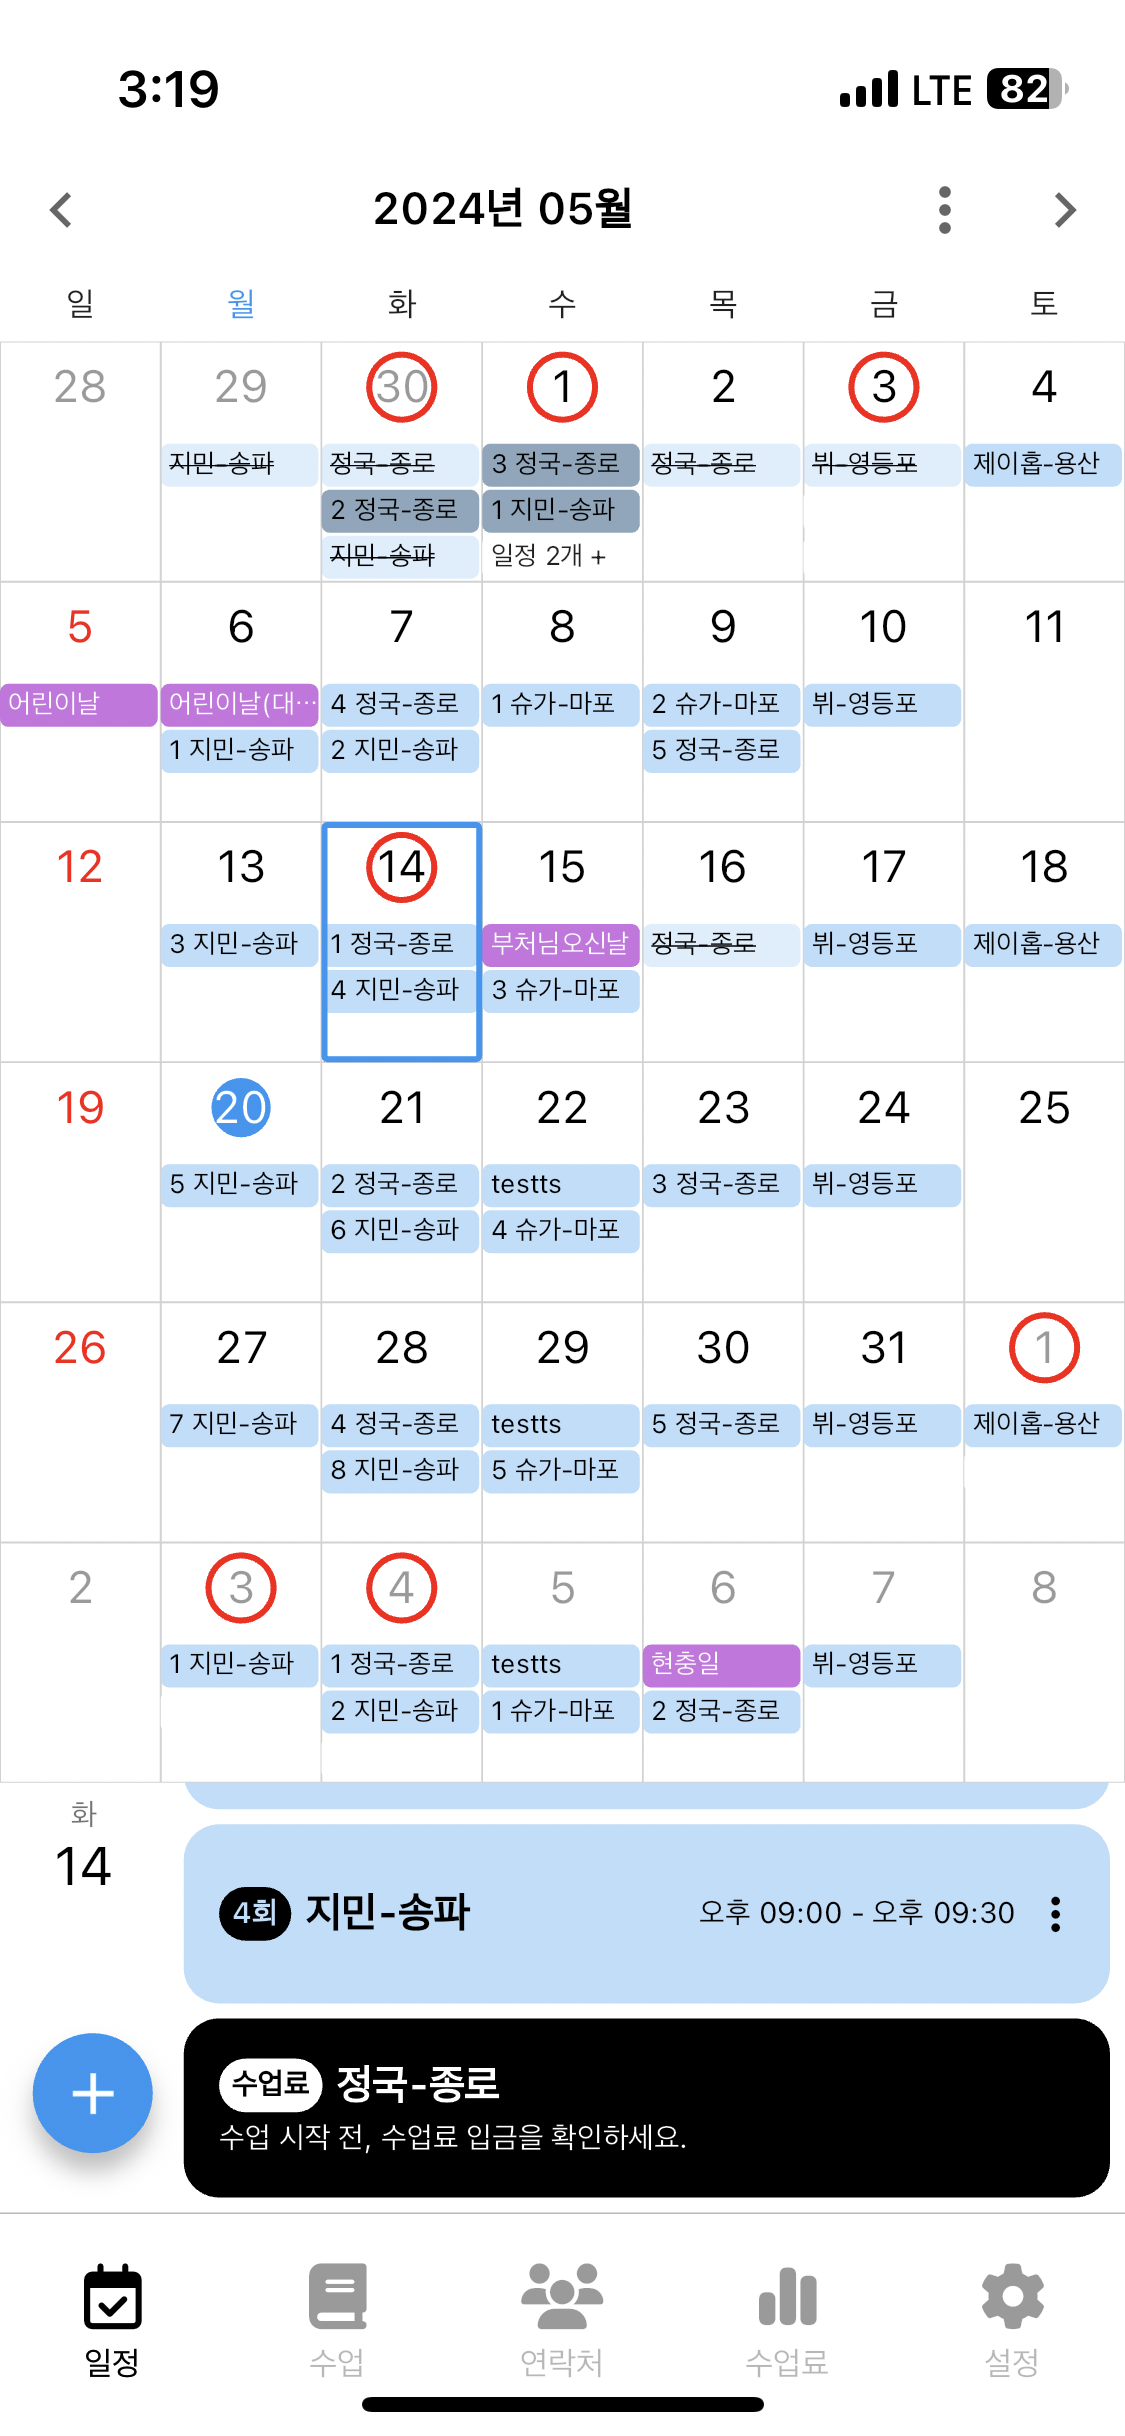 3:19 LTE 82
2024년 05월
일 월 화 수 목 금 토
28 29 30 1 2 3 4
지민-송파 정국-종로 3 정국-종로 정국-종로 뷔-영등포 제이홉-용산
2 정국-종로 1 지민-송파
지민-송파 일정 2개 +
5 6 7 8 9 10 11
어린이날 어린이날(대… 4 정국-종로 1 슈가-마포 2 슈가-마포 뷔-영등포
1 지민-송파 2 지민-송파 5 정국-종로
12 13 14 15 16 17 18
3 지민-송파 1 정국-종로 부처님오신날 정국-종로 뷔-영등포 제이홉-용산
4 지민-송파 3 슈가-마포
19 20 21 22 23 24 25
5 지민-송파 2 정국-종로 testts 3 정국-종로 뷔-영등포
6 지민-송파 4 슈가-마포
26 27 28 29 30 31 1
7 지민-송파 4 정국-종로 testts 5 정국-종로 뷔-영등포 제이홉-용산
8 지민-송파 5 슈가-마포
2 3 4 5 6 7 8
1 지민-송파 1 정국-종로 testts 현충일 뷔-영등포
2 지민-송파 1 슈가-마포 2 정국-종로
화
14
4회 지민-송파 오후 09:00 - 오후 09:30
수업료 정국-종로
수업 시작 전, 수업료 입금을 확인하세요.
일정 수업 연락처 수업료 설정